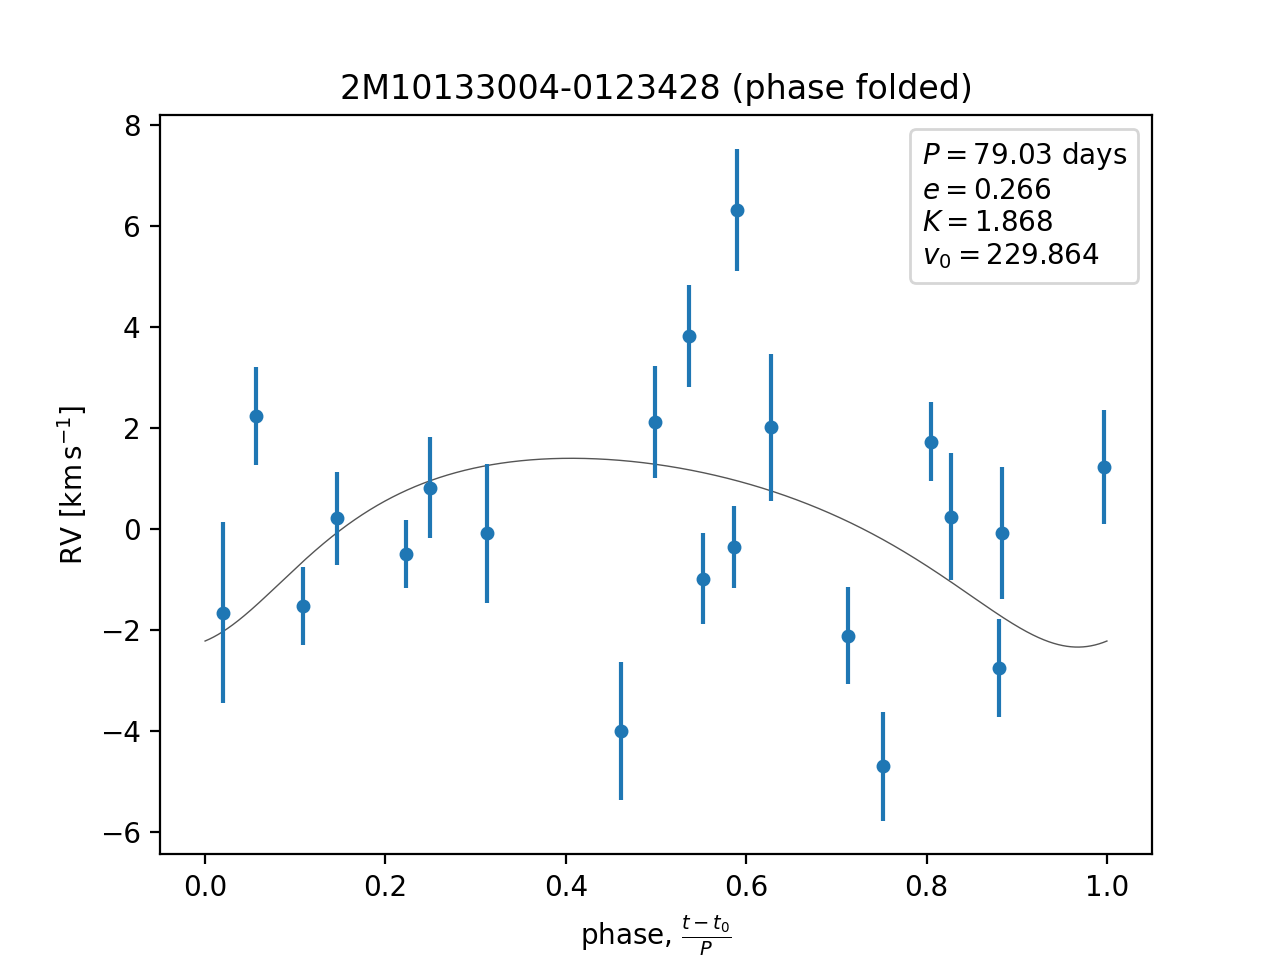 2M10133004-0123428 (phase folded)
P = 79.03 days
e = 0.266
K = 1.868
v₀ = 229.864
RV [km s⁻¹]
8
6
4
2
0
−2
−4
−6
0.0 0.2 0.4 0.6 0.8 1.0
phase, (t − t₀)/P